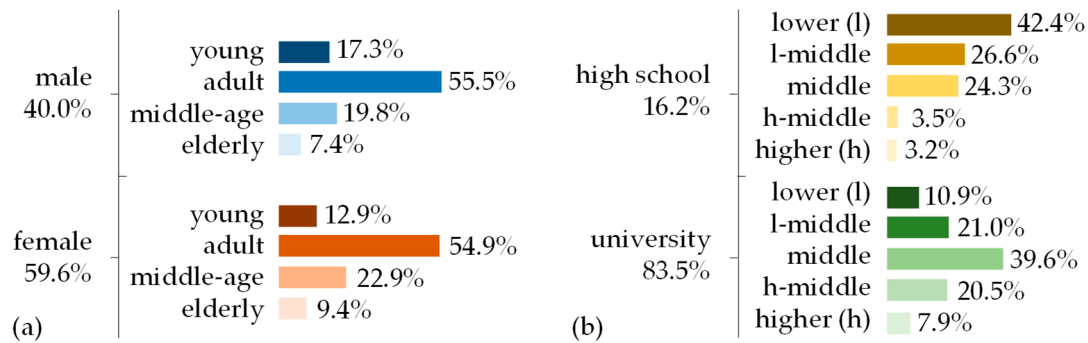 male
40.0%
young 17.3%
adult 55.5%
middle-age 19.8%
elderly 7.4%
female
59.6%
young 12.9%
adult 54.9%
middle-age 22.9%
elderly 9.4%
(a)
high school
16.2%
lower (l) 42.4%
l-middle 26.6%
middle 24.3%
h-middle 3.5%
higher (h) 3.2%
university
83.5%
lower (l) 10.9%
l-middle 21.0%
middle 39.6%
h-middle 20.5%
higher (h) 7.9%
(b)